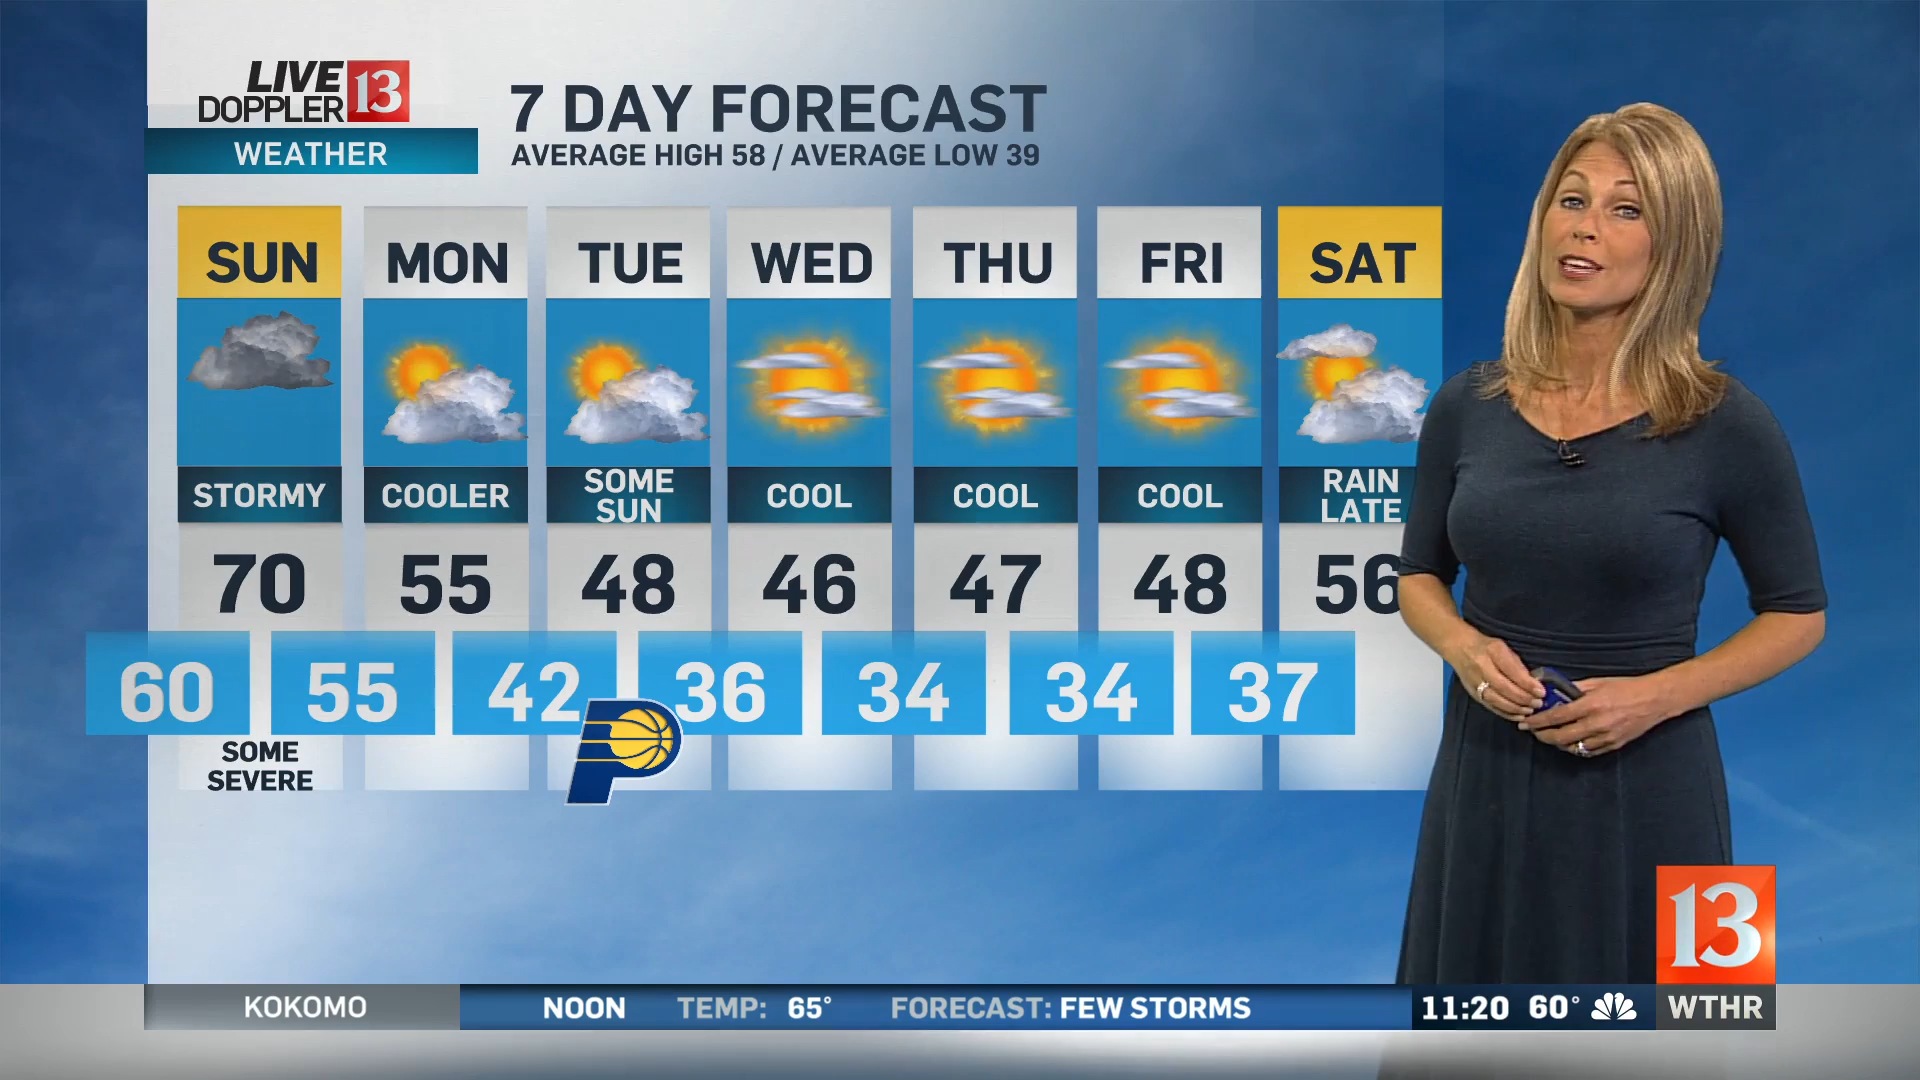 LIVE
DOPPLER 13
WEATHER
7 DAY FORECAST
AVERAGE HIGH 58 / AVERAGE LOW 39
SUN MON TUE WED THU FRI SAT
STORMY COOLER SOME SUN COOL COOL COOL RAIN LATE
70 55 48 46 47 48 56
60 55 42 36 34 34 37
SOME
SEVERE
13
KOKOMO NOON TEMP: 65° FORECAST: FEW STORMS 11:20 60° WTHR